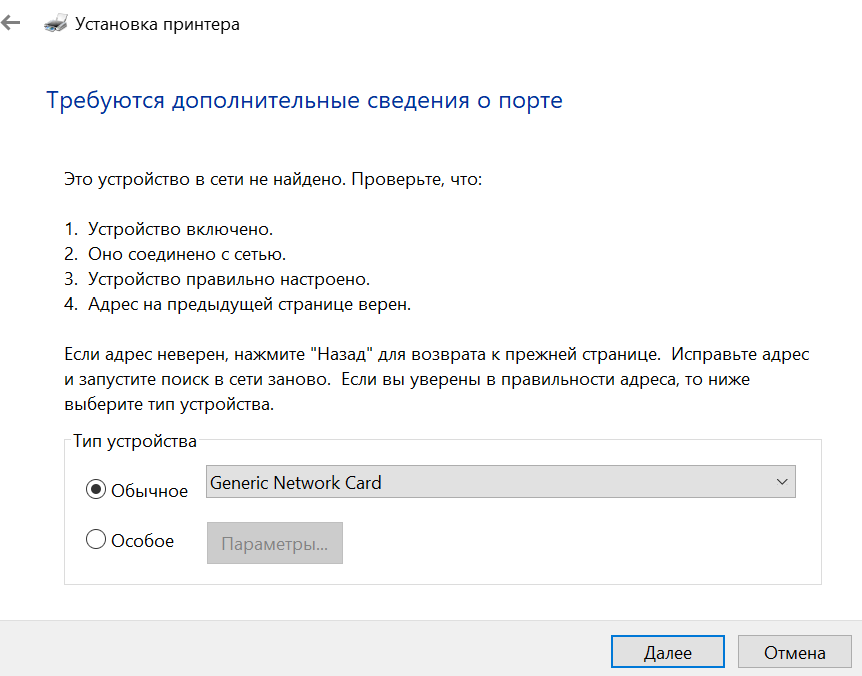 Установка принтера
Требуются дополнительные сведения о порте
Это устройство в сети не найдено. Проверьте, что:
1. Устройство включено.
2. Оно соединено с сетью.
3. Устройство правильно настроено.
4. Адрес на предыдущей странице верен.
Если адрес неверен, нажмите "Назад" для возврата к прежней странице. Исправьте адрес
и запустите поиск в сети заново. Если вы уверены в правильности адреса, то ниже
выберите тип устройства.
Тип устройства
Обычное Generic Network Card
Особое Параметры...
Далее Отмена